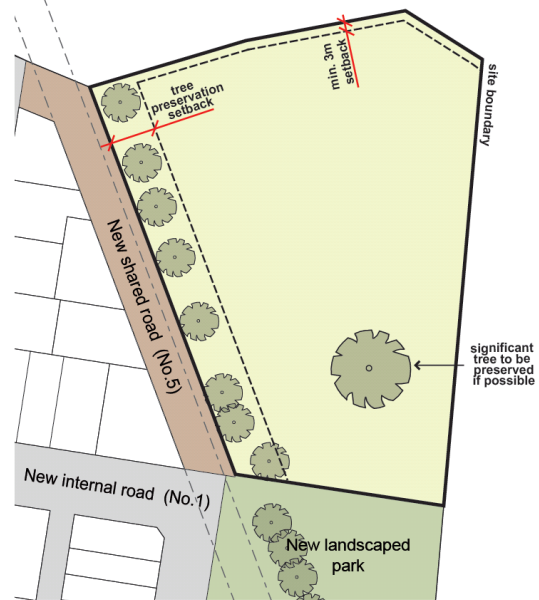 tree
preservation
setback
min. 3m
setback
site boundary
New shared road (No.5)
significant
tree to be
preserved
if possible
New internal road (No.1)
New landscaped
park